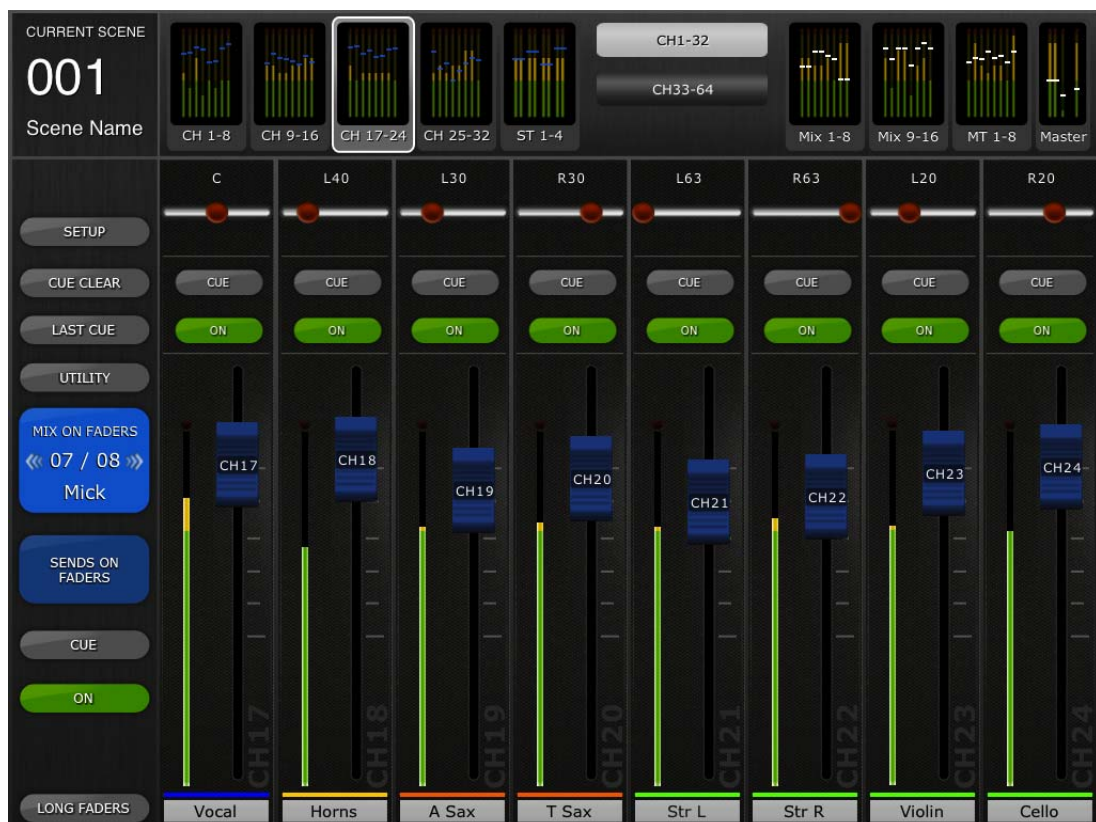 CURRENT SCENE
001
Scene Name
CH 1-8
CH 9-16
CH 17-24
CH 25-32
ST 1-4
CH1-32
CH33-64
Mix 1-8
Mix 9-16
MT 1-8
Master
SETUP
CUE CLEAR
LAST CUE
UTILITY
MIX ON FADERS
07 / 08
Mick
SENDS ON
FADERS
CUE
ON
LONG FADERS
C
L40
L30
R30
L63
R63
L20
R20
CUE
CUE
CUE
CUE
CUE
CUE
CUE
CUE
ON
ON
ON
ON
ON
ON
ON
ON
CH17
CH18
CH19
CH20
CH21
CH22
CH23
CH24
CH17
CH18
CH19
CH20
CH21
CH22
CH23
CH24
Vocal
Horns
A Sax
T Sax
Str L
Str R
Violin
Cello